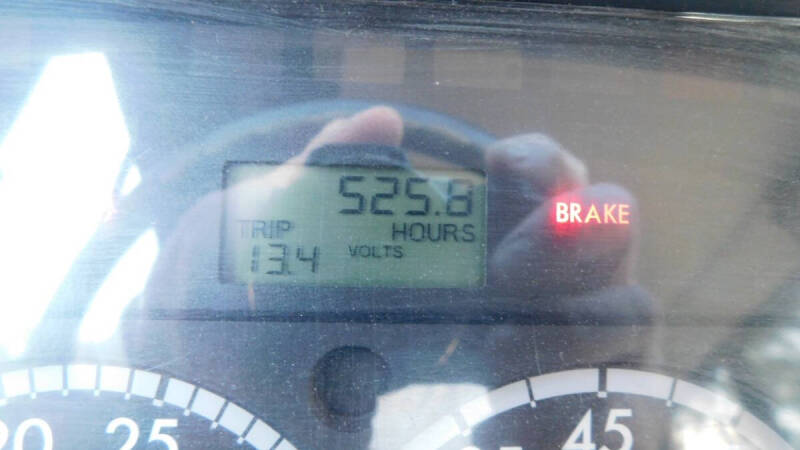 525.8
TRIP HOURS
BRAKE
13.4 VOLTS
20 25 45